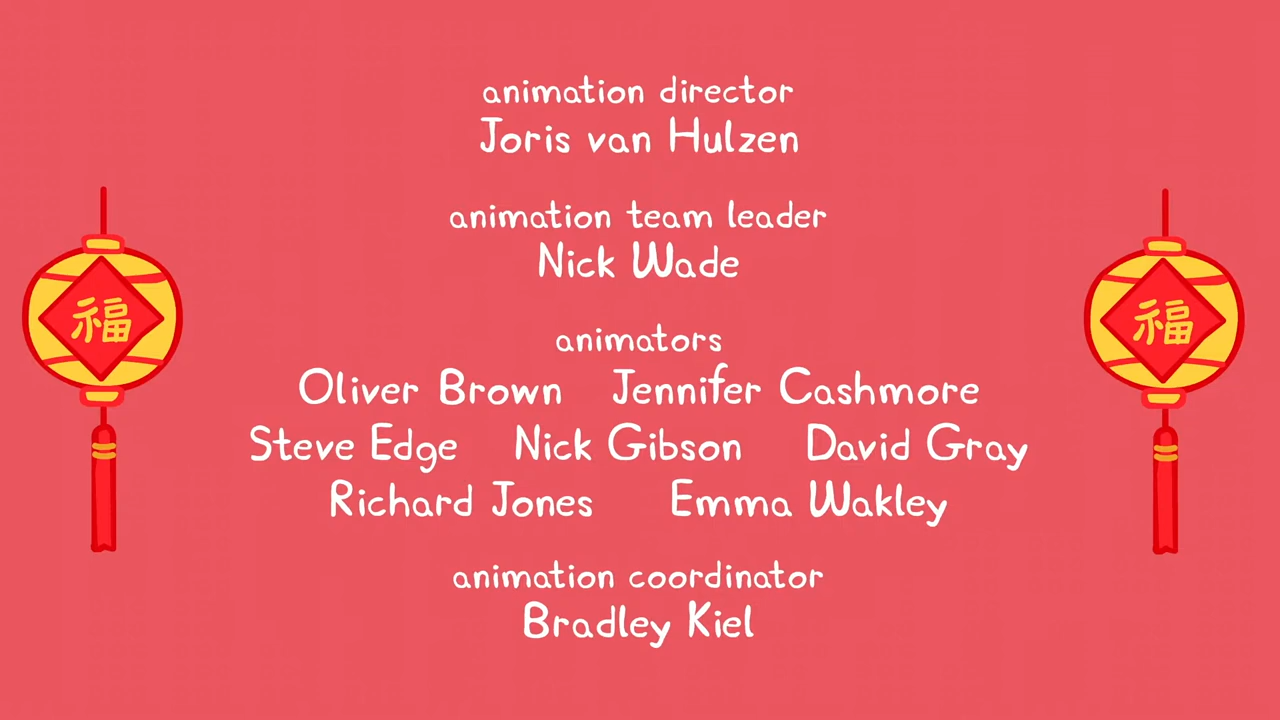 animation director
Joris van Hulzen
animation team leader
Nick Wade
animators
Oliver Brown Jennifer Cashmore
Steve Edge Nick Gibson David Gray
Richard Jones Emma Wakley
animation coordinator
Bradley Kiel
福
福